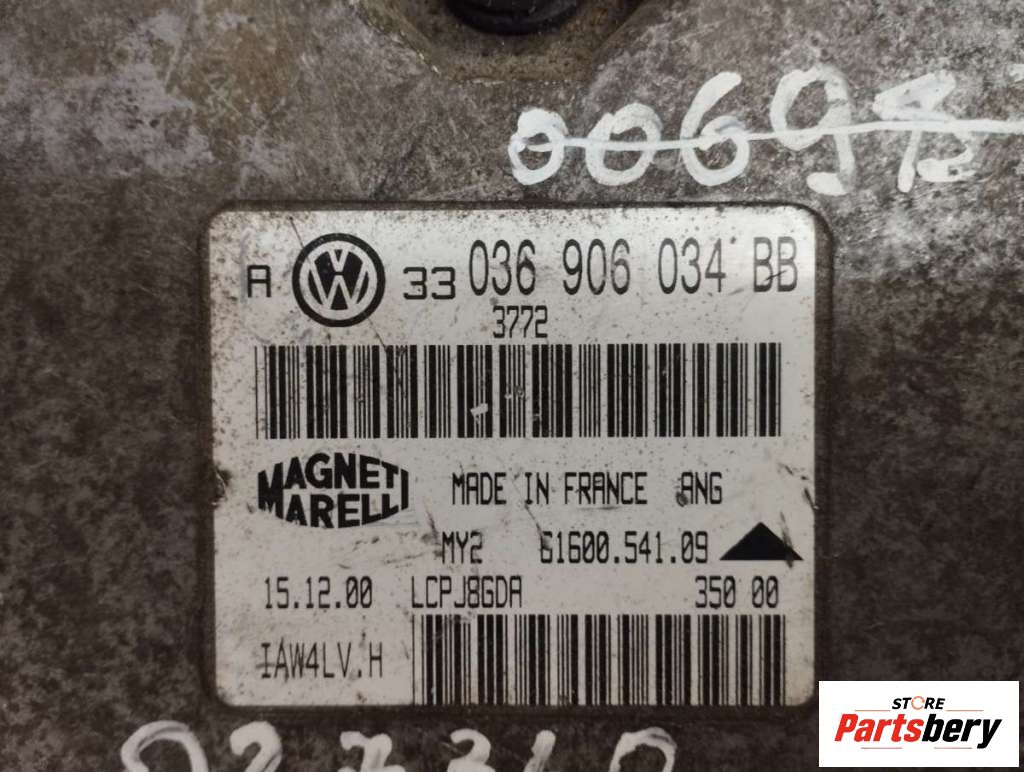 A VW 33 036 906 034 BB
3772
MAGNETI
MARELLI
MADE IN FRANCE ANG
MY2 61600.541.09
15.12.00 LCPJ8GDA 350 00
IAW4LV.H
STORE
Partsbery